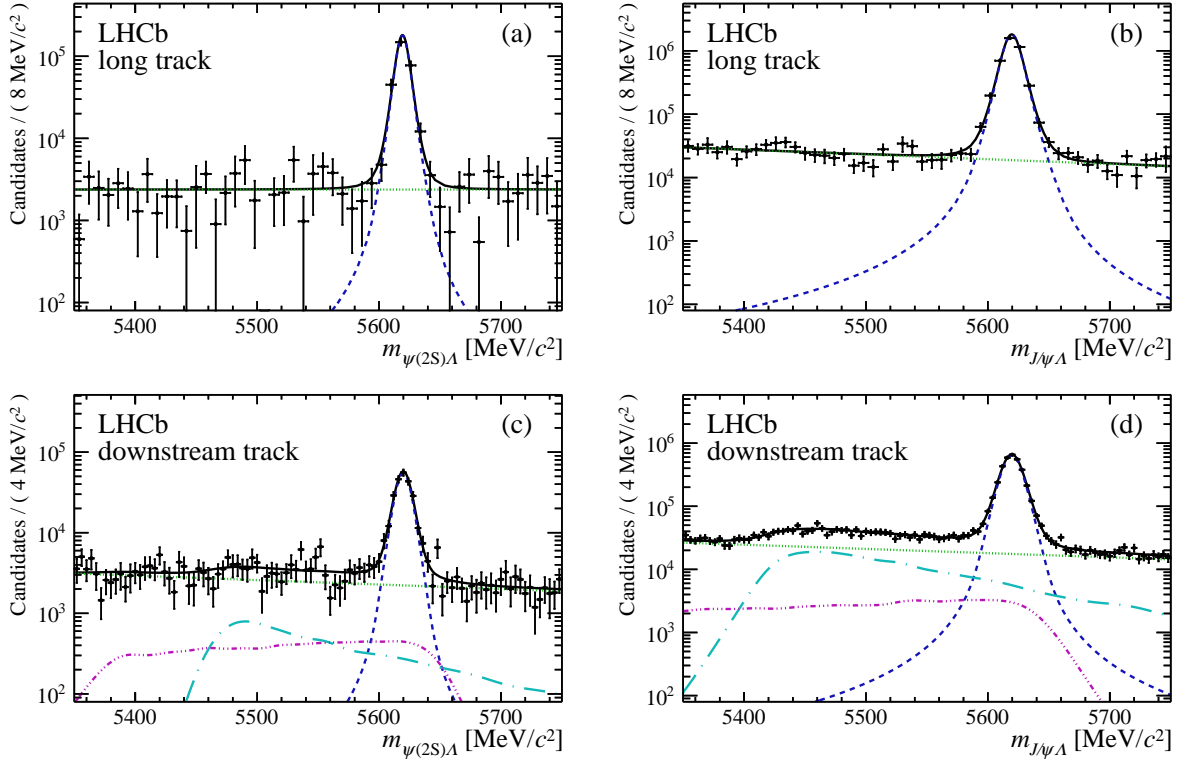 LHCb
long track
(a)
Candidates / ( 8 MeV/c²)
10⁵
10⁴
10³
10²
5400 5500 5600 5700
m_ψ(2S)Λ [MeV/c²]
LHCb
long track
(b)
Candidates / ( 8 MeV/c²)
10⁶
10⁵
10⁴
10³
10²
5400 5500 5600 5700
m_J/ψΛ [MeV/c²]
LHCb
downstream track
(c)
Candidates / ( 4 MeV/c²)
10⁵
10⁴
10³
10²
5400 5500 5600 5700
m_ψ(2S)Λ [MeV/c²]
LHCb
downstream track
(d)
Candidates / ( 4 MeV/c²)
10⁶
10⁵
10⁴
10³
10²
5400 5500 5600 5700
m_J/ψΛ [MeV/c²]